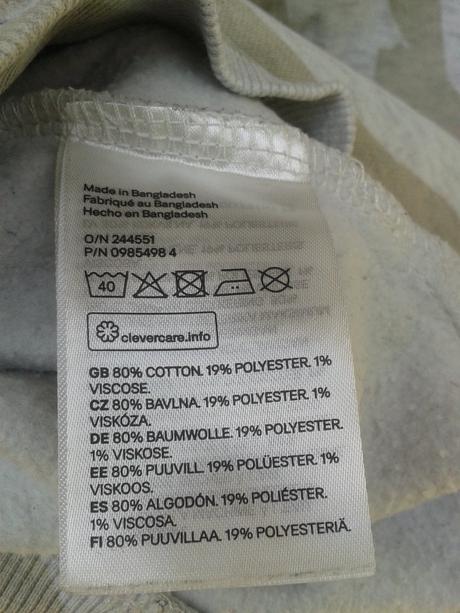 Made in Bangladesh
Fabriqué au Bangladesh
Hecho en Bangladesh
O/N 244551
P/N 0985498 4
40
clevercare.info
GB 80% COTTON. 19% POLYESTER. 1%
VISCOSE.
CZ 80% BAVLNA. 19% POLYESTER. 1%
VISKÓZA.
DE 80% BAUMWOLLE. 19% POLYESTER.
1% VISKOSE.
EE 80% PUUVILL. 19% POLÜESTER. 1%
VISKOOS.
ES 80% ALGODÓN. 19% POLIÉSTER.
1% VISCOSA.
FI 80% PUUVILLAA. 19% POLYESTERIÄ.